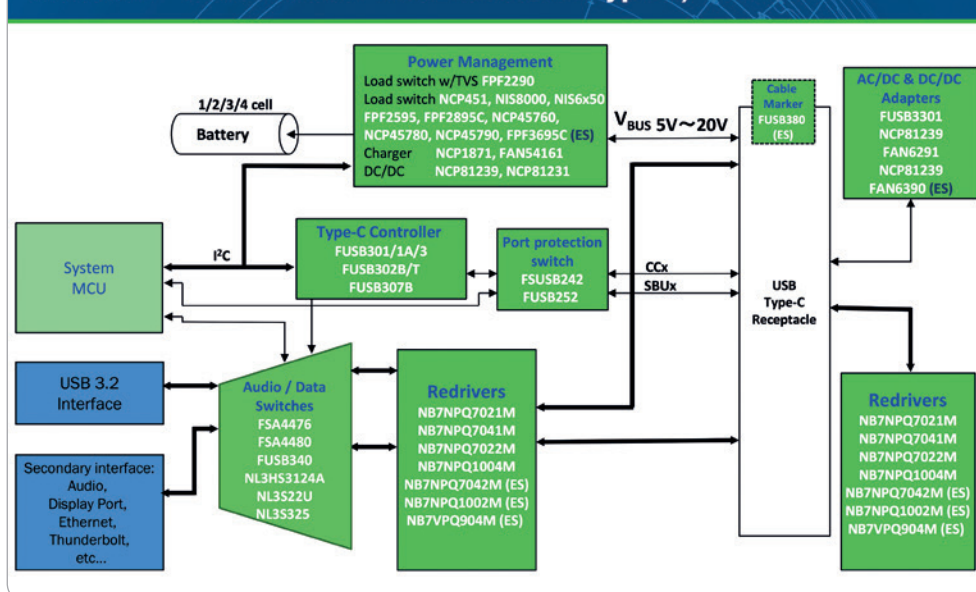 Power Management
Load switch w/TVS FPF2290
Load switch NCP451, NIS8000, NIS6x50
FPF2595, FPF2895C, NCP45760,
NCP45780, NCP45790, FPF3695C (ES)
Charger NCP1871, FAN54161
DC/DC NCP81239, NCP81231
1/2/3/4 cell
Battery
VBUS 5V～20V
Cable
Marker
FUSB380
(ES)
AC/DC & DC/DC
Adapters
FUSB3301
NCP81239
FAN6291
NCP81239
FAN6390 (ES)
System
MCU
I²C
Type-C Controller
FUSB301/1A/3
FUSB302B/T
FUSB307B
Port protection
switch
FSUSB242
FUSB252
CCx
SBUx
USB
Type-C
Receptacle
USB 3.2
Interface
Secondary interface:
Audio,
Display Port,
Ethernet,
Thunderbolt,
etc...
Audio / Data
Switches
FSA4476
FSA4480
FUSB340
NL3HS3124A
NL3S22U
NL3S325
Redrivers
NB7NPQ7021M
NB7NPQ7041M
NB7NPQ7022M
NB7NPQ1004M
NB7NPQ7042M (ES)
NB7NPQ1002M (ES)
NB7VPQ904M (ES)
Redrivers
NB7NPQ7021M
NB7NPQ7041M
NB7NPQ7022M
NB7NPQ1004M
NB7NPQ7042M (ES)
NB7NPQ1002M (ES)
NB7VPQ904M (ES)